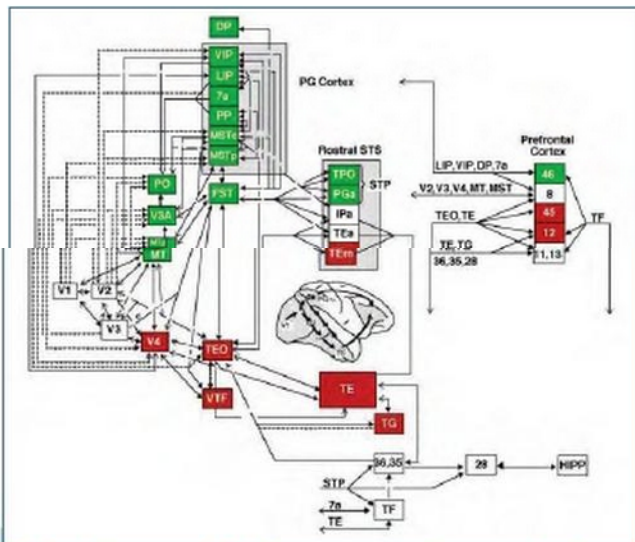 DP
VIP
LIP
7a
PP
MSTp
PG Cortex
Rostral STS
TPO
PGa
IPa
TEa
TEm
STP
PO
V3A
MT
FST
V1
V2
V3
V4
TEO
VTF
TE
TG
Prefrontal
Cortex
46
8
45
12
11,13
LIP,VIP,DP,7a
V2,V3,V4,MT,MST
TEO,TE
TE,TG
36,35,28
TF
36,35
28
HIPP
STP
7a
TE
TF